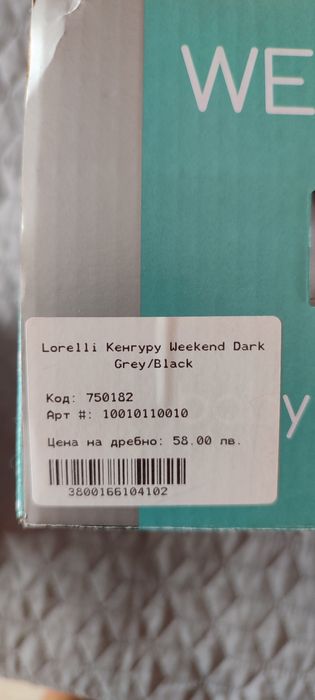 WE
Lorelli Кенгуру Weekend Dark
Grey/Black
Код: 750182
Арт #: 10010110010
y
Цена на дребно: 58.00 лв.
3800166104102